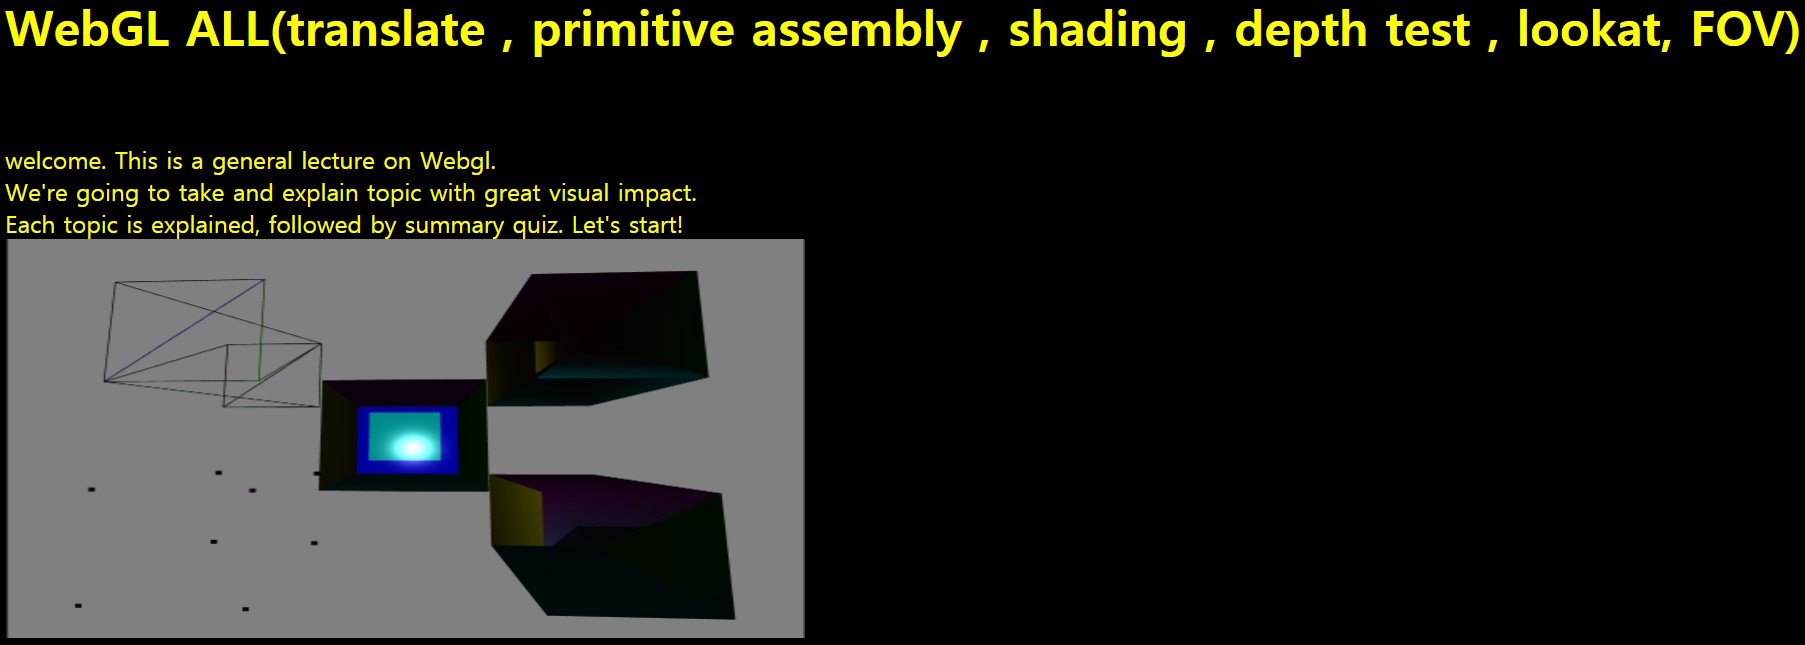 WebGL ALL(translate , primitive assembly , shading , depth test , lookat, FOV)
welcome. This is a general lecture on Webgl.
We're going to take and explain topic with great visual impact.
Each topic is explained, followed by summary quiz. Let's start!